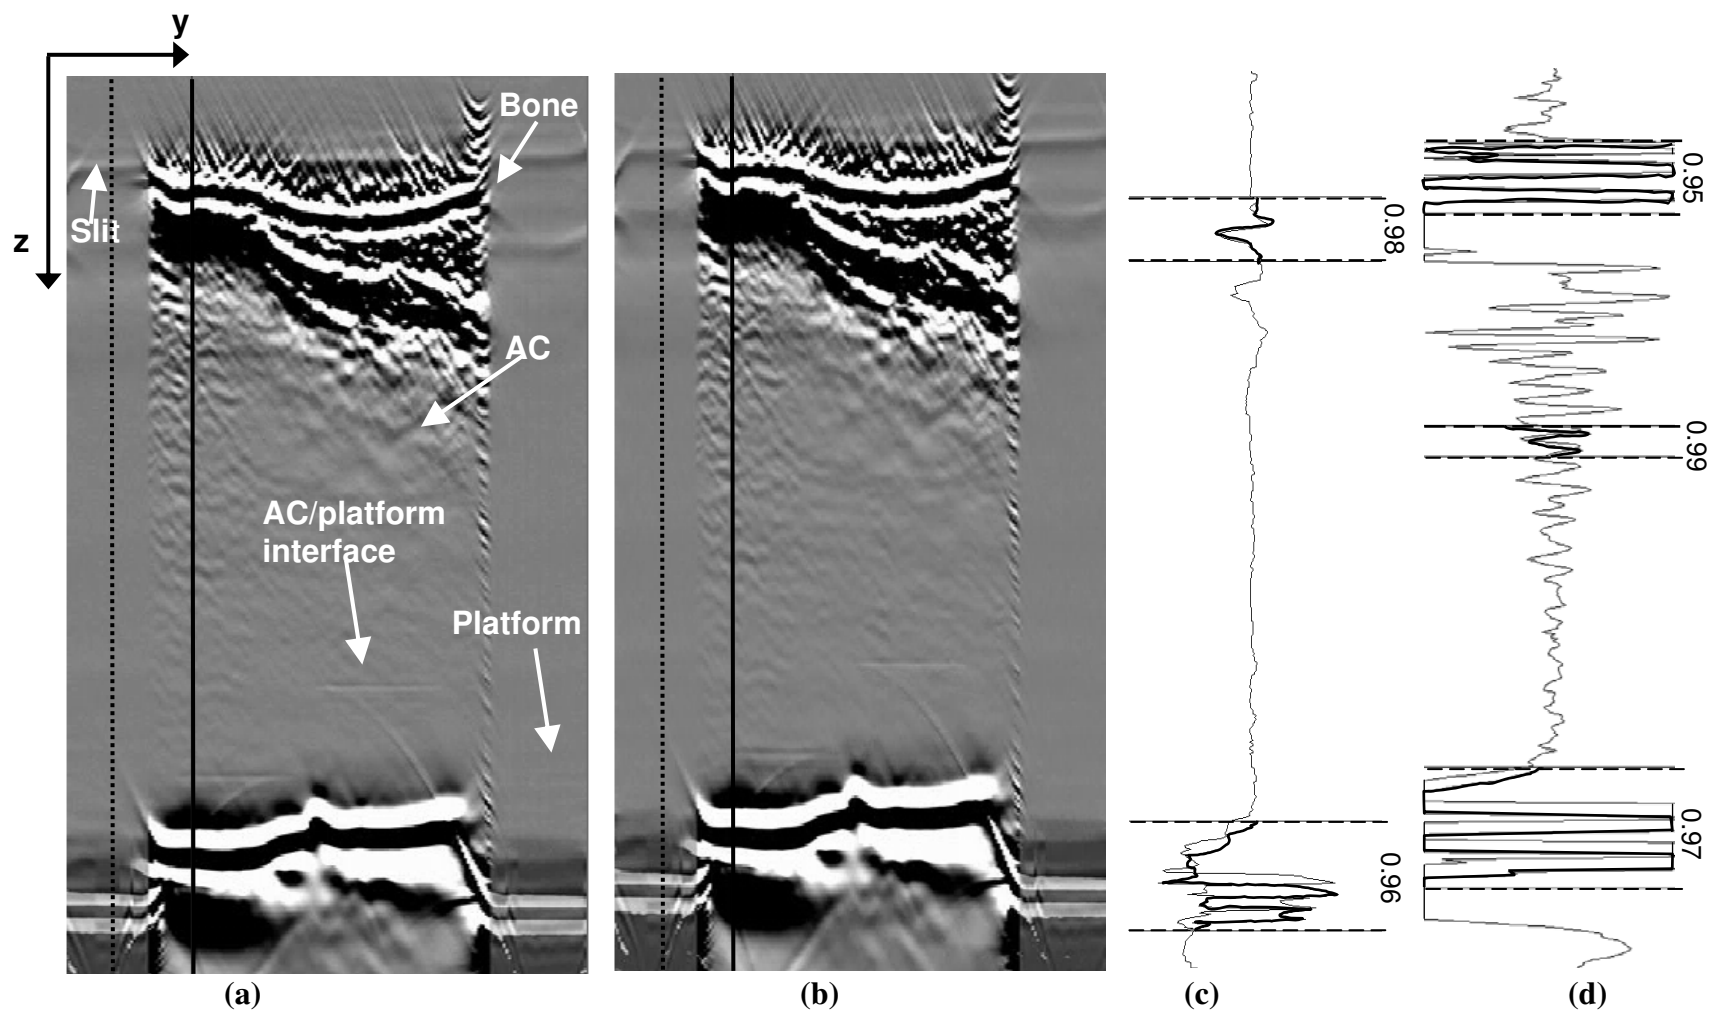 y
z
Slit
Bone
AC
AC/platform
interface
Platform
0.98
0.96
0.95
0.99
0.97
(a)
(b)
(c)
(d)